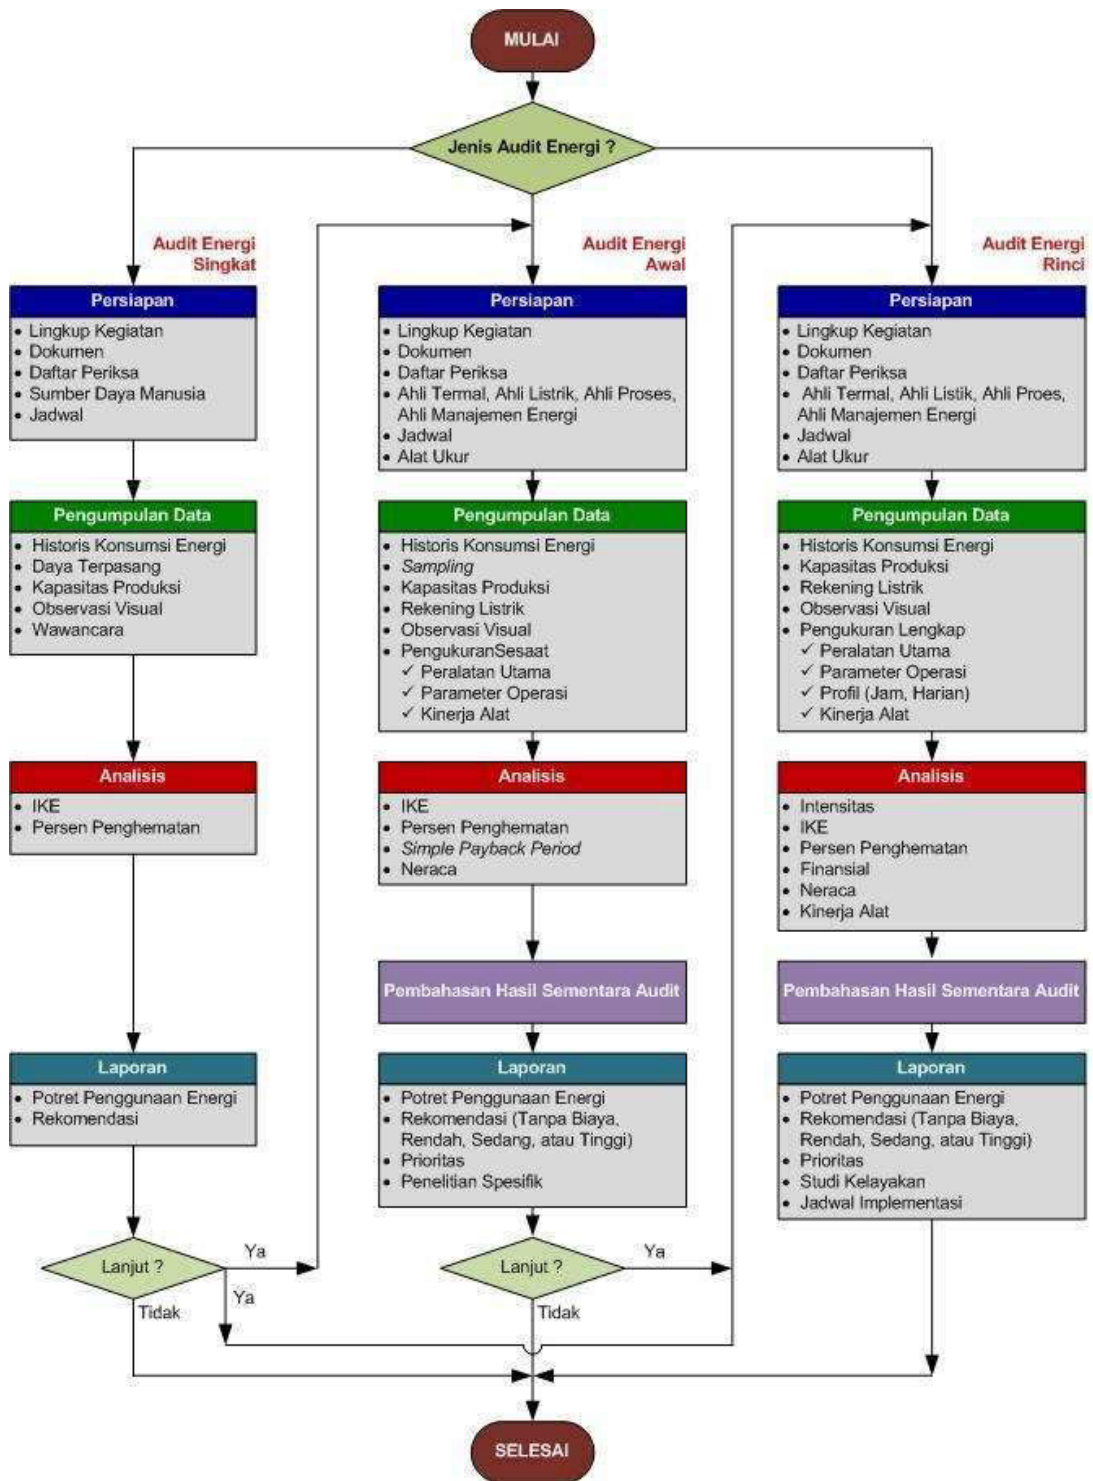 MULAI
Jenis Audit Energi ?
Audit Energi
Singkat
Persiapan
• Lingkup Kegiatan
• Dokumen
• Daftar Periksa
• Sumber Daya Manusia
• Jadwal
Pengumpulan Data
• Historis Konsumsi Energi
• Daya Terpasang
• Kapasitas Produksi
• Observasi Visual
• Wawancara
Analisis
• IKE
• Persen Penghematan
Laporan
• Potret Penggunaan Energi
• Rekomendasi
Lanjut ?
Ya
Ya
Tidak
Audit Energi
Awal
Persiapan
• Lingkup Kegiatan
• Dokumen
• Daftar Periksa
• Ahli Termal, Ahli Listrik, Ahli Proses,
Ahli Manajemen Energi
• Jadwal
• Alat Ukur
Pengumpulan Data
• Historis Konsumsi Energi
• Sampling
• Kapasitas Produksi
• Rekening Listrik
• Observasi Visual
• PengukuranSesaat
✓ Peralatan Utama
✓ Parameter Operasi
✓ Kinerja Alat
Analisis
• IKE
• Persen Penghematan
• Simple Payback Period
• Neraca
Pembahasan Hasil Sementara Audit
Laporan
• Potret Penggunaan Energi
• Rekomendasi (Tanpa Biaya,
Rendah, Sedang, atau Tinggi)
• Prioritas
• Penelitian Spesifik
Lanjut ?
Ya
Tidak
Audit Energi
Rinci
Persiapan
• Lingkup Kegiatan
• Dokumen
• Daftar Periksa
• Ahli Termal, Ahli Listik, Ahli Proes,
Ahli Manajemen Energi
• Jadwal
• Alat Ukur
Pengumpulan Data
• Historis Konsumsi Energi
• Kapasitas Produksi
• Rekening Listrik
• Observasi Visual
• Pengukuran Lengkap
✓ Peralatan Utama
✓ Parameter Operasi
✓ Profil (Jam, Harian)
✓ Kinerja Alat
Analisis
• Intensitas
• IKE
• Persen Penghematan
• Finansial
• Neraca
• Kinerja Alat
Pembahasan Hasil Sementara Audit
Laporan
• Potret Penggunaan Energi
• Rekomendasi (Tanpa Biaya,
Rendah, Sedang, atau Tinggi)
• Prioritas
• Studi Kelayakan
• Jadwal Implementasi
SELESAI